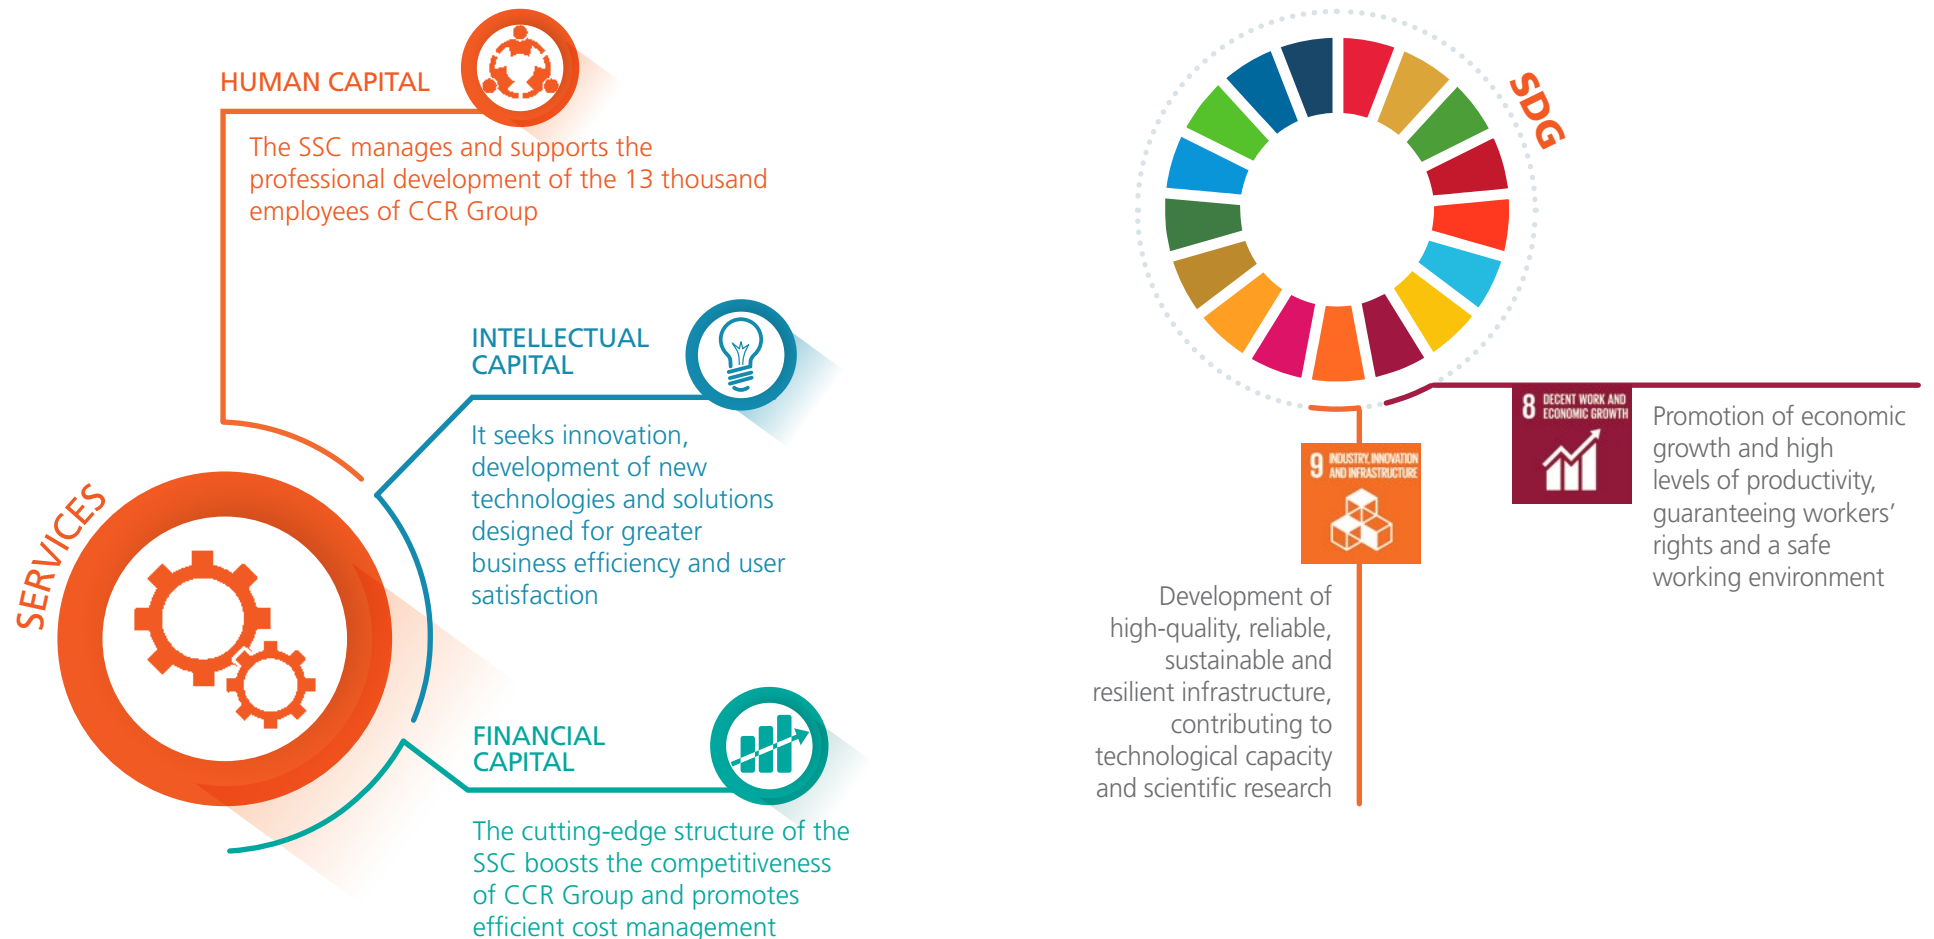 HUMAN CAPITAL
The SSC manages and supports the
professional development of the 13 thousand
employees of CCR Group
INTELLECTUAL
CAPITAL
It seeks innovation,
development of new
technologies and solutions
designed for greater
business efficiency and user
satisfaction
SERVICES
FINANCIAL
CAPITAL
The cutting-edge structure of the
SSC boosts the competitiveness
of CCR Group and promotes
efficient cost management
SDG
8 DECENT WORK AND
ECONOMIC GROWTH
Promotion of economic
growth and high
levels of productivity,
guaranteeing workers’
rights and a safe
working environment
9 INDUSTRY, INNOVATION
AND INFRASTRUCTURE
Development of
high-quality, reliable,
sustainable and
resilient infrastructure,
contributing to
technological capacity
and scientific research